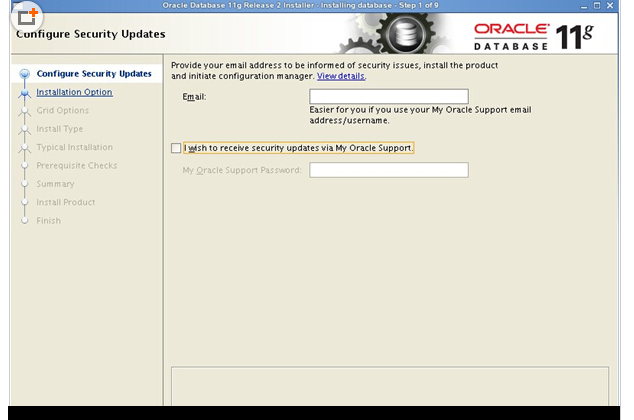 Oracle Database 11g Release 2 Installer - Installing database - Step 1 of 9
Configure Security Updates
ORACLE
DATABASE
11g
Configure Security Updates
Installation Option
Grid Options
Install Type
Typical Installation
Prerequisite Checks
Summary
Install Product
Finish
Provide your email address to be informed of security issues, install the product
and initiate configuration manager. View details.
Email:
Easier for you if you use your My Oracle Support email
address/username.
I wish to receive security updates via My Oracle Support.
My Oracle Support Password: